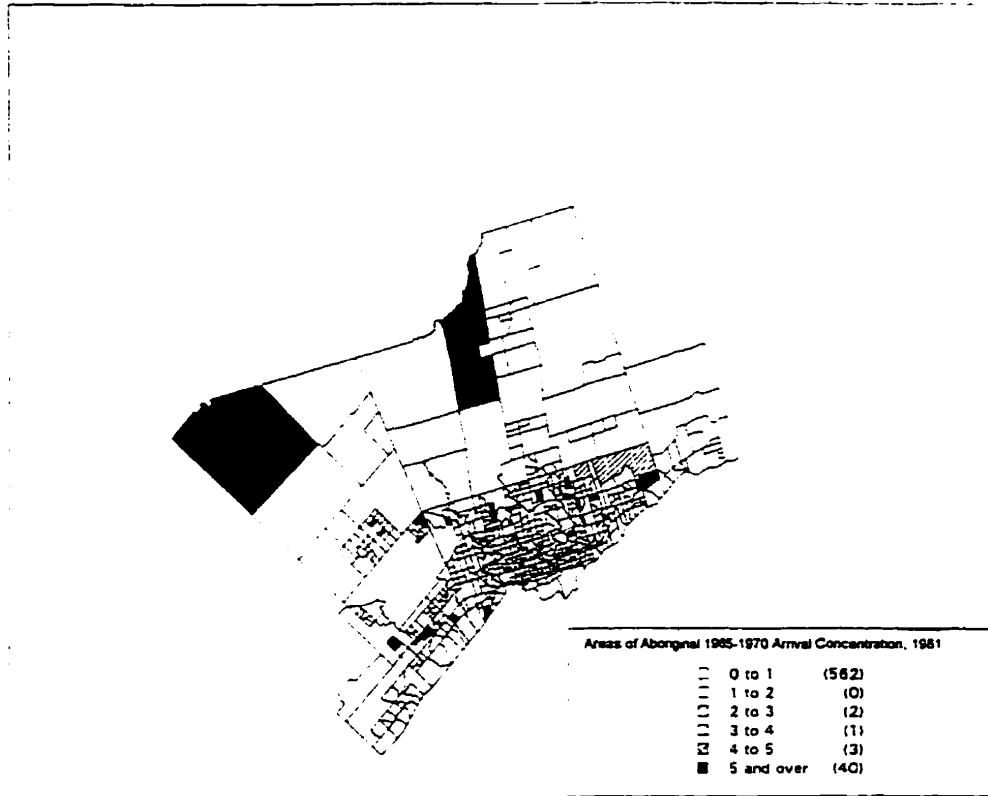 Areas of Aboriginal 1965-1970 Arrival Concentration, 1981
0 to 1 (562)
1 to 2 (0)
2 to 3 (2)
3 to 4 (1)
4 to 5 (3)
5 and over (40)